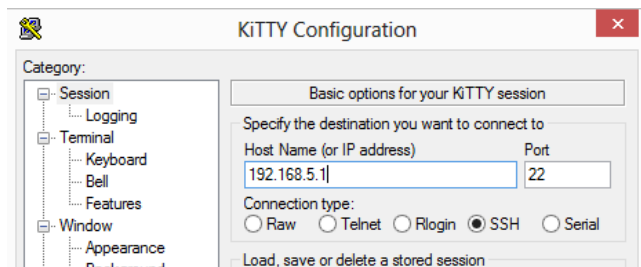 KiTTY Configuration
Category:
Session
Logging
Terminal
Keyboard
Bell
Features
Window
Appearance
Basic options for your KiTTY session
Specify the destination you want to connect to
Host Name (or IP address) Port
192.168.5.1 22
Connection type:
Raw Telnet Rlogin SSH Serial
Load, save or delete a stored session